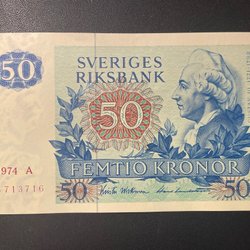 50
SVERIGES
RIKSBANK
50
974 A
713716
FEMTIO KRONOR
50
50